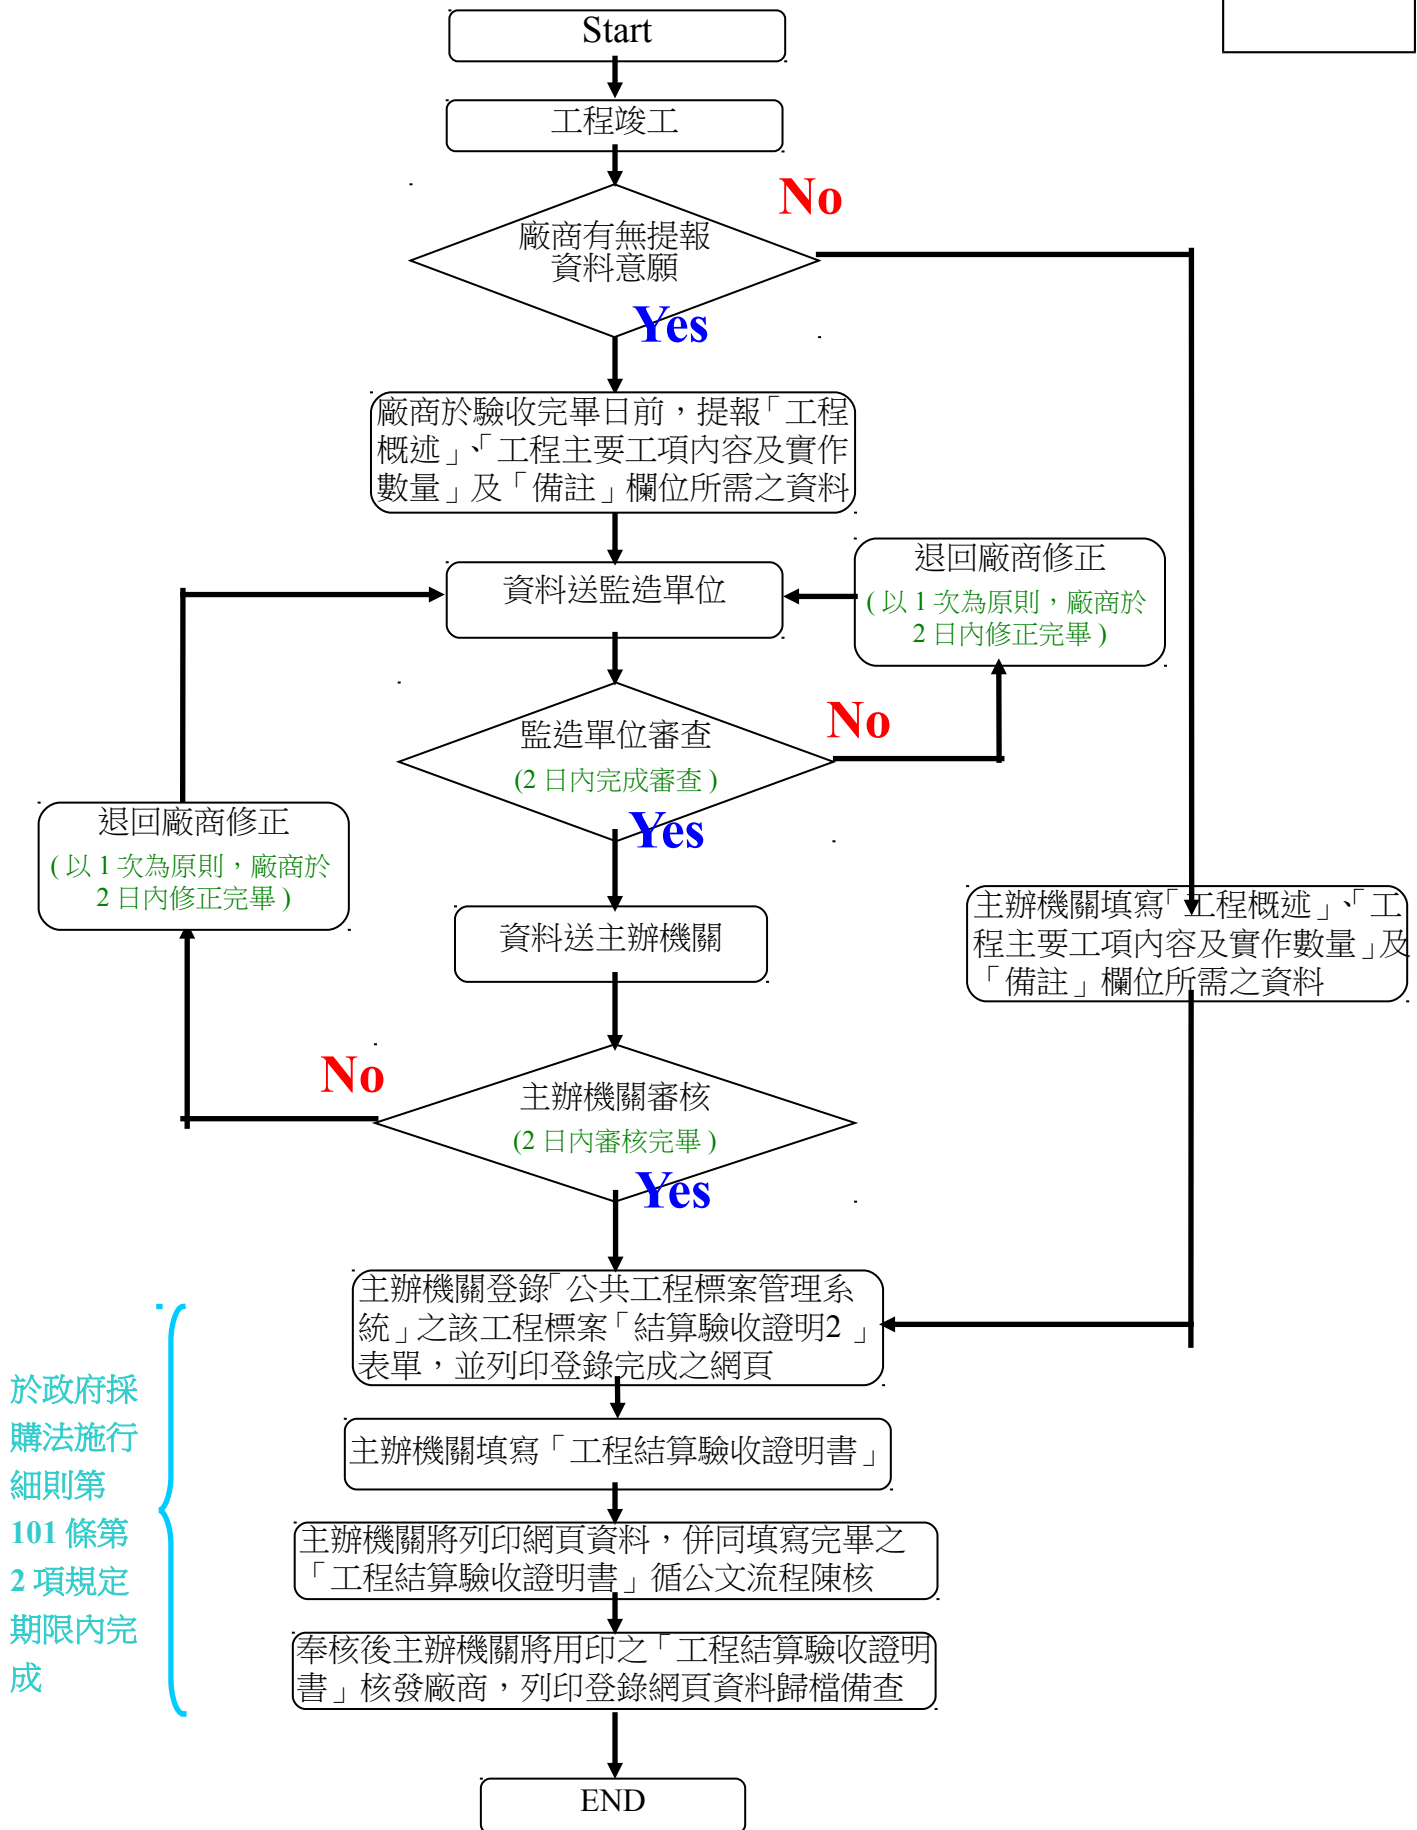 Start
工程竣工
No
廠商有無提報
資料意願
Yes
廠商於驗收完畢日前，提報「工程
概述」、「工程主要工項內容及實作
數量」及「備註」欄位所需之資料
資料送監造單位
退回廠商修正
(以1次為原則，廠商於
2日內修正完畢)
監造單位審查
(2日內完成審查)
No
Yes
退回廠商修正
(以1次為原則，廠商於
2日內修正完畢)
資料送主辦機關
主辦機關填寫「工程概述」、「工
程主要工項內容及實作數量」及
「備註」欄位所需之資料
No
主辦機關審核
(2日內審核完畢)
Yes
主辦機關登錄「公共工程標案管理系
統」之該工程標案「結算驗收證明2」
表單，並列印登錄完成之網頁
主辦機關填寫「工程結算驗收證明書」
主辦機關將列印網頁資料，併同填寫完畢之
「工程結算驗收證明書」循公文流程陳核
奉核後主辦機關將用印之「工程結算驗收證明
書」核發廠商，列印登錄網頁資料歸檔備查
於政府採
購法施行
細則第
101條第
2項規定
期限內完
成
END